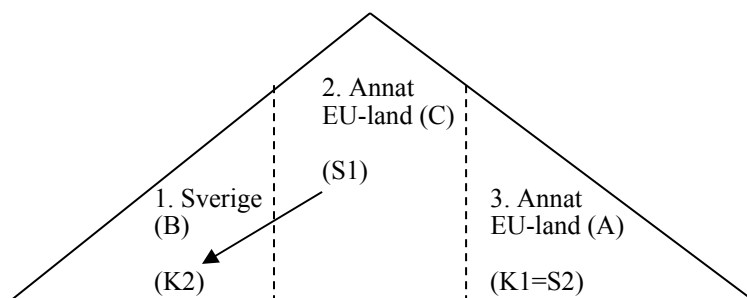 2. Annat
EU-land (C)
(S1)
1. Sverige
(B)
3. Annat
EU-land (A)
(K2)
(K1=S2)